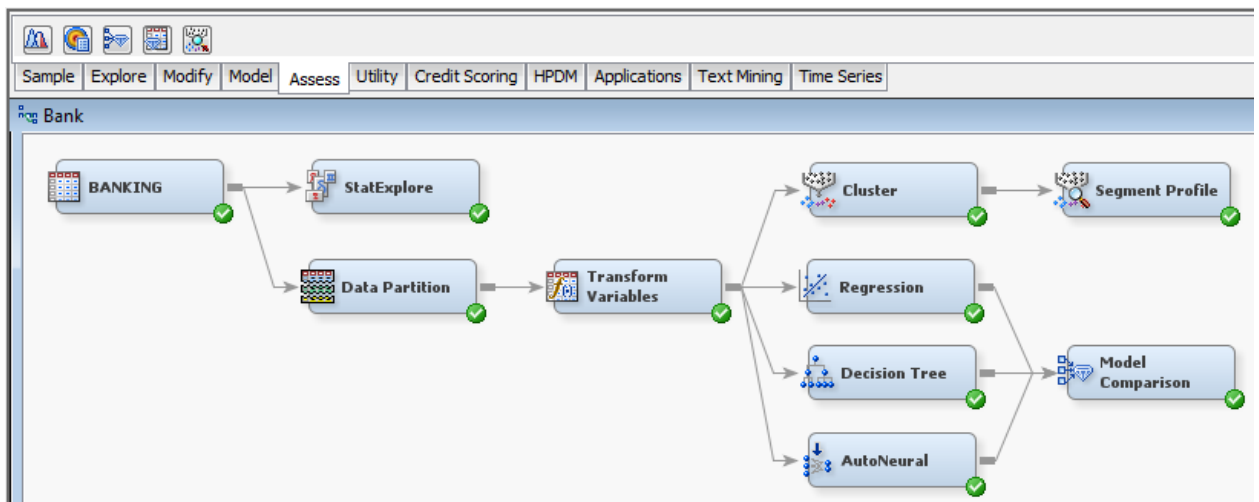 Sample Explore Modify Model Assess Utility Credit Scoring HPDM Applications Text Mining Time Series
Bank
BANKING
StatExplore
Cluster
Segment Profile
Data Partition
Transform
Variables
Regression
Decision Tree
Model
Comparison
AutoNeural